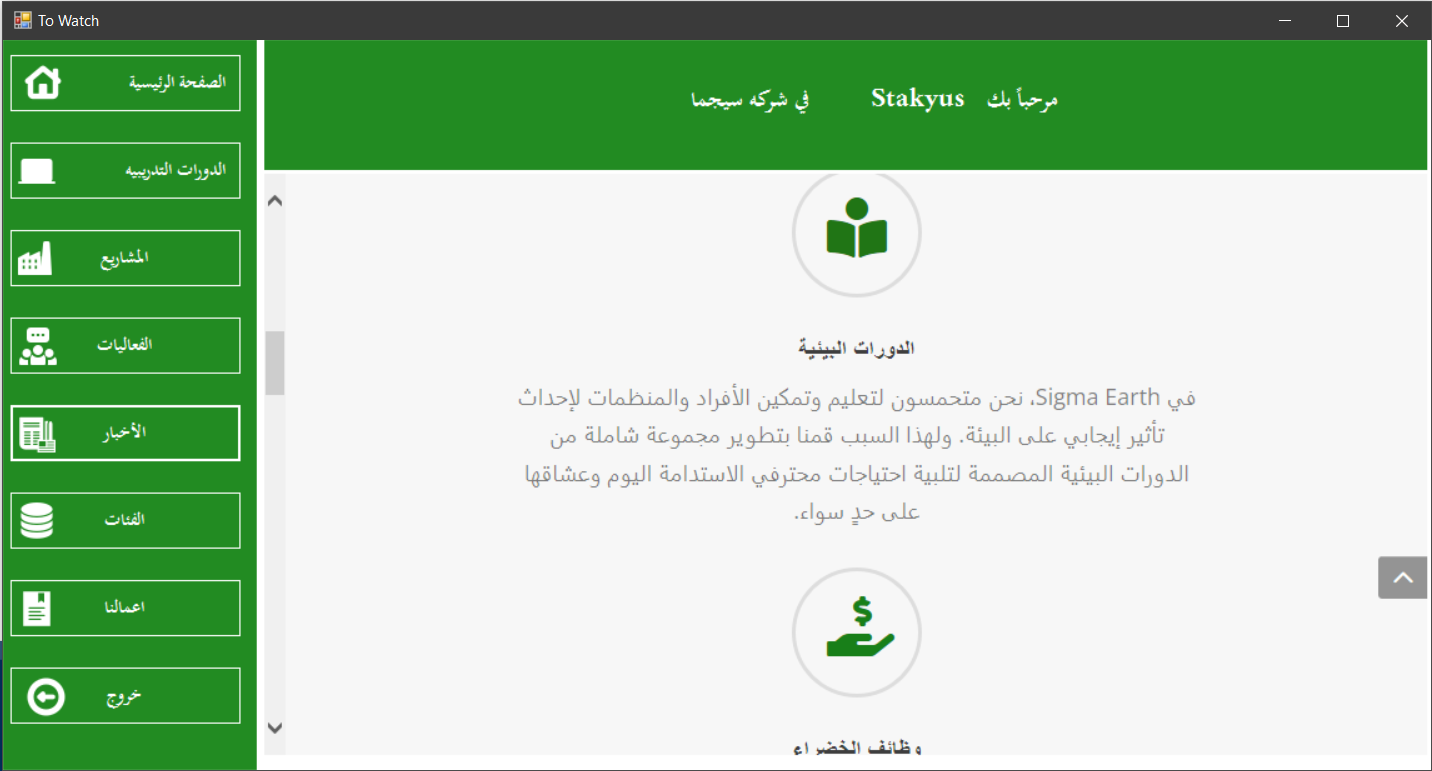 To Watch
مرحباً بك Stakyus في شركه سيجما
الصفحة الرئيسية
الدورات التدريبيه
المشاريع
الفعاليات
الأخبار
الفئات
اعمالنا
خروج
الدورات البيئية
في Sigma Earth، نحن متحمسون لتعليم وتمكين الأفراد والمنظمات لإحداث
تأثير إيجابي على البيئة. ولهذا السبب قمنا بتطوير مجموعة شاملة من
الدورات البيئية المصممة لتلبية احتياجات محترفي الاستدامة اليوم وعشاقها
على حدٍ سواء.
وظائف الخضراء